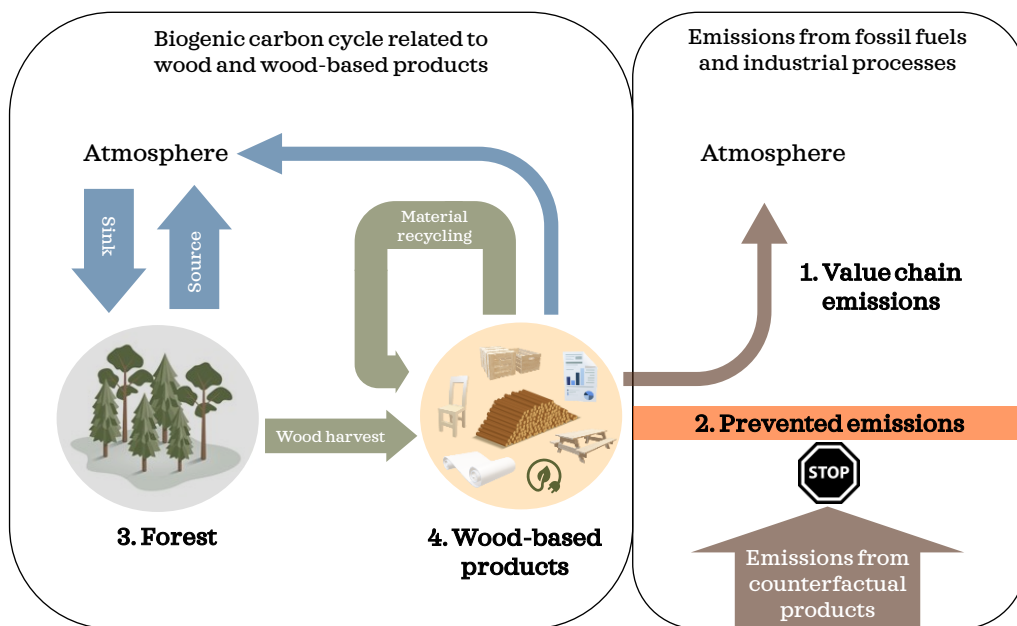 Biogenic carbon cycle related to
wood and wood-based products
Emissions from fossil fuels
and industrial processes
Atmosphere
Atmosphere
Sink
Source
Material
recycling
1. Value chain
emissions
Wood harvest
2. Prevented emissions
STOP
3. Forest
4. Wood-based
products
Emissions from
counterfactual
products